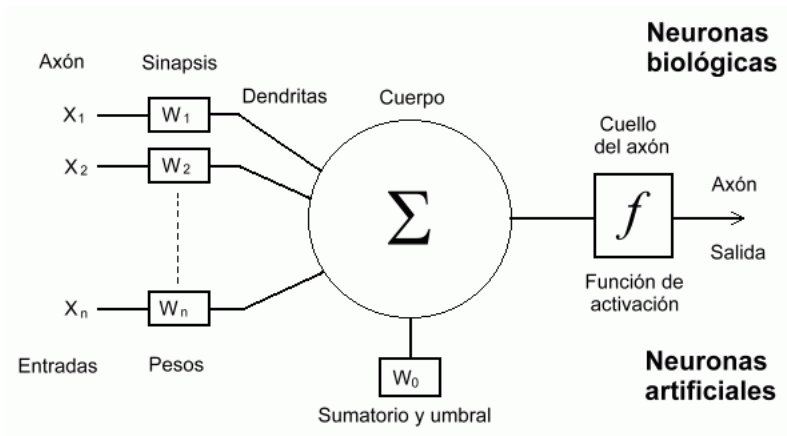 Neuronas
biológicas
Axón
Sinapsis
Dendritas
Cuerpo
Cuello
del axón
X1
W1
X2
W2
Σ
f
Axón
Salida
Función de
activación
Xn
Wn
Entradas
Pesos
W0
Sumatorio y umbral
Neuronas
artificiales